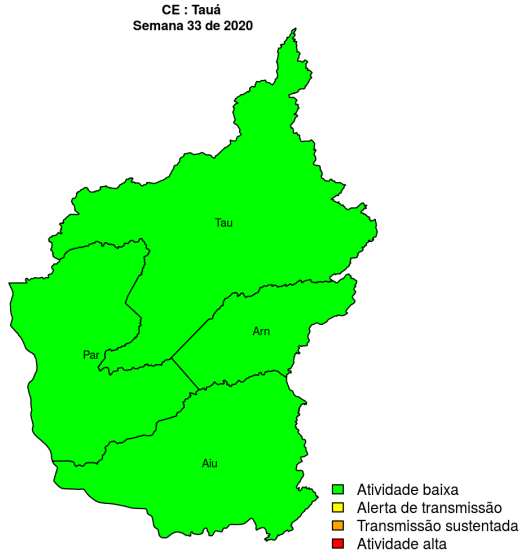 CE : Tauá
Semana 33 de 2020
Tau
Arn
Par
Aiu
Atividade baixa
Alerta de transmissão
Transmissão sustentada
Atividade alta